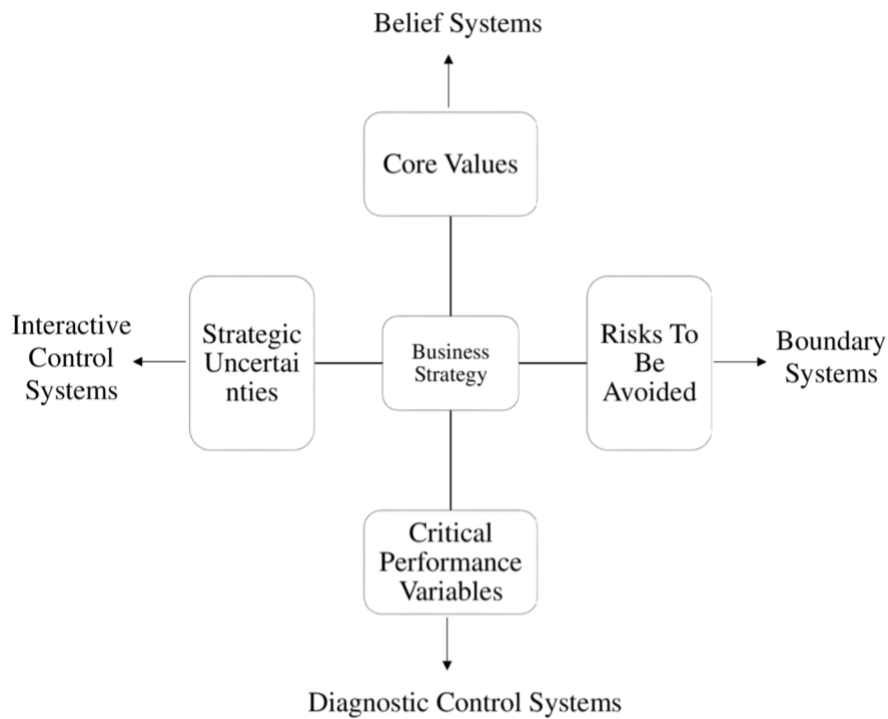 Belief Systems
Core Values
Interactive
Control
Systems
Strategic
Uncertai
nties
Business
Strategy
Risks To
Be
Avoided
Boundary
Systems
Critical
Performance
Variables
Diagnostic Control Systems